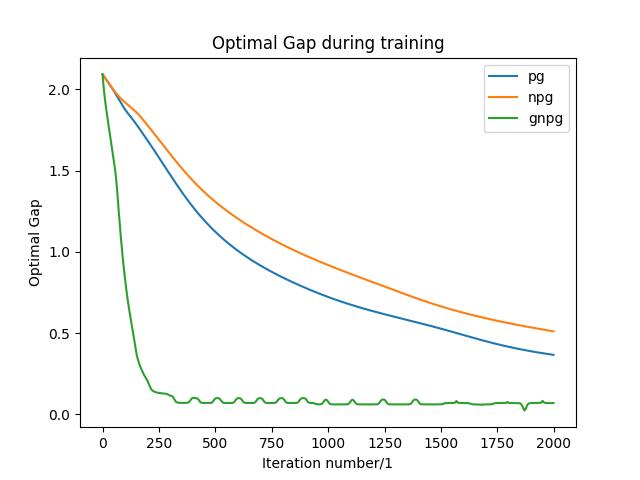 Optimal Gap during training
pg
npg
gnpg
Optimal Gap
2.0
1.5
1.0
0.5
0.0
0 250 500 750 1000 1250 1500 1750 2000
Iteration number/1